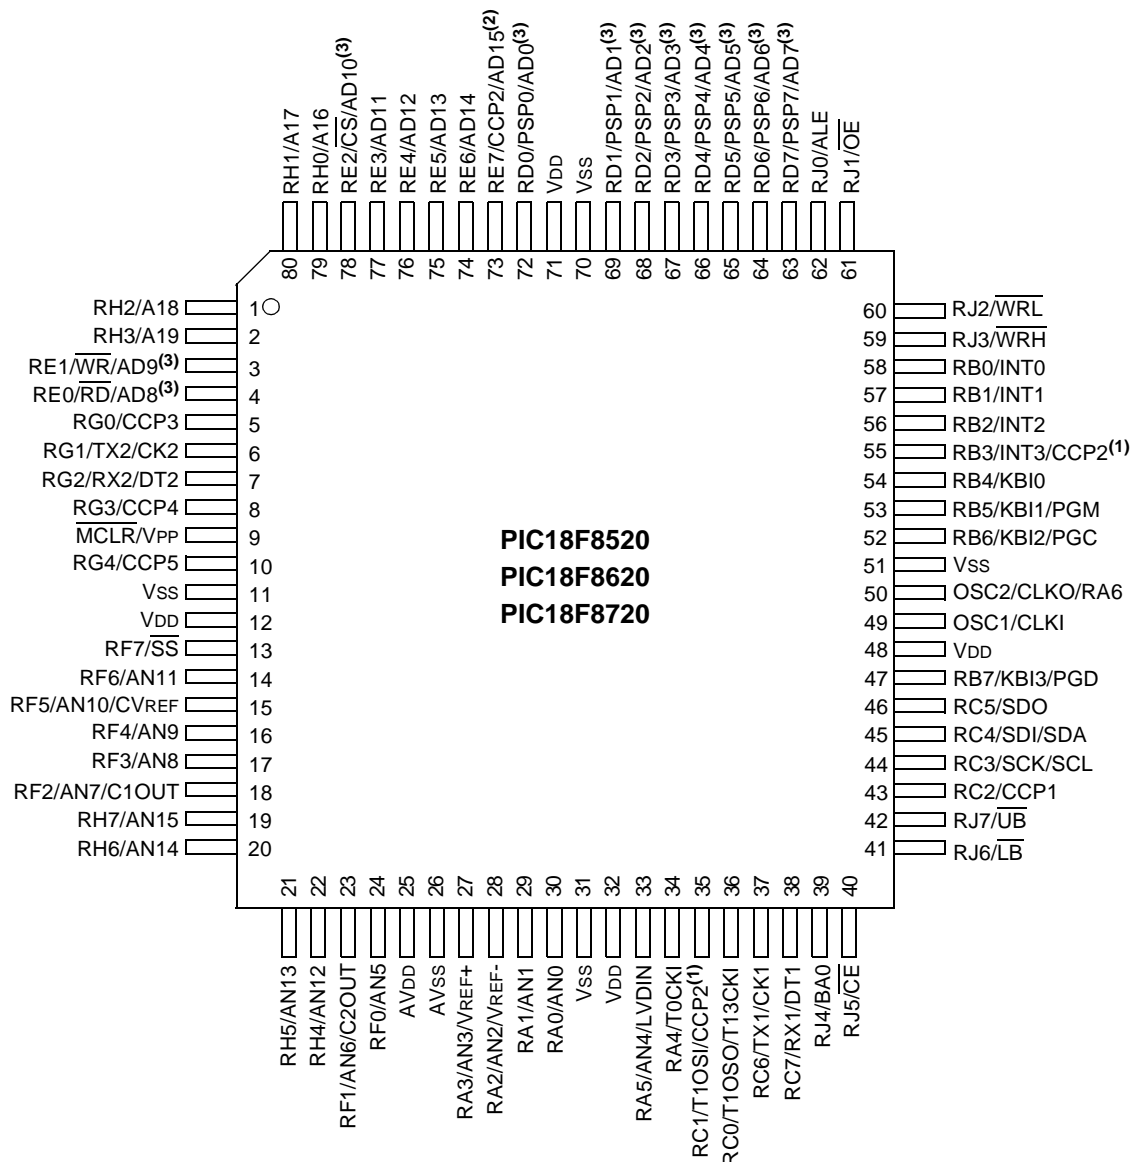 RH1/A17
RH0/A16
RE2/C̅S̅/AD10(3)
RE3/AD11
RE4/AD12
RE5/AD13
RE6/AD14
RE7/CCP2/AD15(2)
RD0/PSP0/AD0(3)
VDD
VSS
RD1/PSP1/AD1(3)
RD2/PSP2/AD2(3)
RD3/PSP3/AD3(3)
RD4/PSP4/AD4(3)
RD5/PSP5/AD5(3)
RD6/PSP6/AD6(3)
RD7/PSP7/AD7(3)
RJ0/ALE
RJ1/O̅E̅
80 79 78 77 76 75 74 73 72 71 70 69 68 67 66 65 64 63 62 61
RH2/A18 1
RH3/A19 2
RE1/W̅R̅/AD9(3) 3
RE0/R̅D̅/AD8(3) 4
RG0/CCP3 5
RG1/TX2/CK2 6
RG2/RX2/DT2 7
RG3/CCP4 8
M̅C̅L̅R̅/VPP 9
RG4/CCP5 10
VSS 11
VDD 12
RF7/S̅S̅ 13
RF6/AN11 14
RF5/AN10/CVREF 15
RF4/AN9 16
RF3/AN8 17
RF2/AN7/C1OUT 18
RH7/AN15 19
RH6/AN14 20
PIC18F8520
PIC18F8620
PIC18F8720
60 RJ2/W̅R̅L̅
59 RJ3/W̅R̅H̅
58 RB0/INT0
57 RB1/INT1
56 RB2/INT2
55 RB3/INT3/CCP2(1)
54 RB4/KBI0
53 RB5/KBI1/PGM
52 RB6/KBI2/PGC
51 VSS
50 OSC2/CLKO/RA6
49 OSC1/CLKI
48 VDD
47 RB7/KBI3/PGD
46 RC5/SDO
45 RC4/SDI/SDA
44 RC3/SCK/SCL
43 RC2/CCP1
42 RJ7/U̅B̅
41 RJ6/L̅B̅
21 22 23 24 25 26 27 28 29 30 31 32 33 34 35 36 37 38 39 40
RH5/AN13
RH4/AN12
RF1/AN6/C2OUT
RF0/AN5
AVDD
AVSS
RA3/AN3/VREF+
RA2/AN2/VREF-
RA1/AN1
RA0/AN0
VSS
VDD
RA5/AN4/LVDIN
RA4/T0CKI
RC1/T1OSI/CCP2(1)
RC0/T1OSO/T13CKI
RC6/TX1/CK1
RC7/RX1/DT1
RJ4/BA0
RJ5/C̅E̅